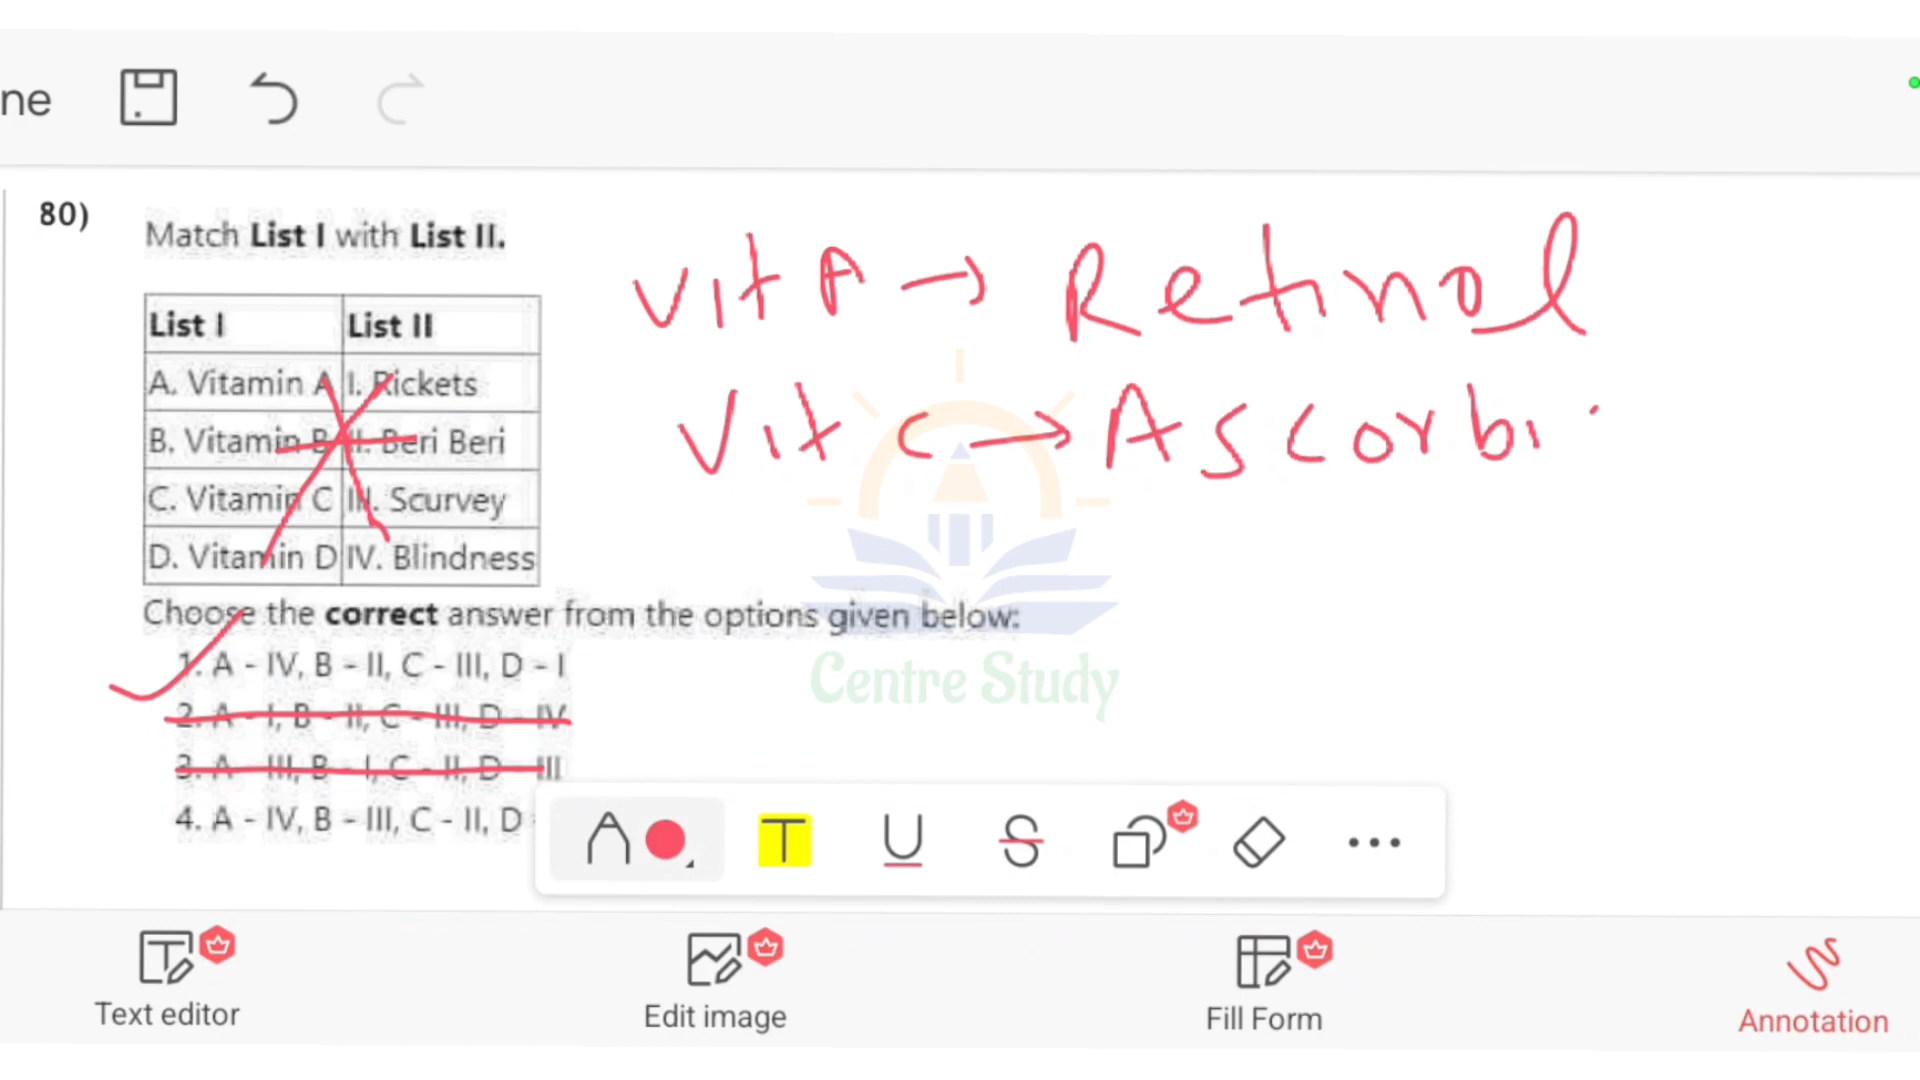 ne
80)
Match List I with List II.
List I List II
A. Vitamin A I. Rickets
B. Vitamin B II. Beri Beri
C. Vitamin C III. Scurvey
D. Vitamin D IV. Blindness
Choose the correct answer from the options given below:
1. A - IV, B - II, C - III, D - I
2. A - I, B - II, C - III, D - IV
3. A - III, B - I, C - II, D - III
4. A - IV, B - III, C - II, D
Vit A → Retinol
Vit C → Ascorbi
Centre Study
T U S
Text editor
Edit image
Fill Form
Annotation